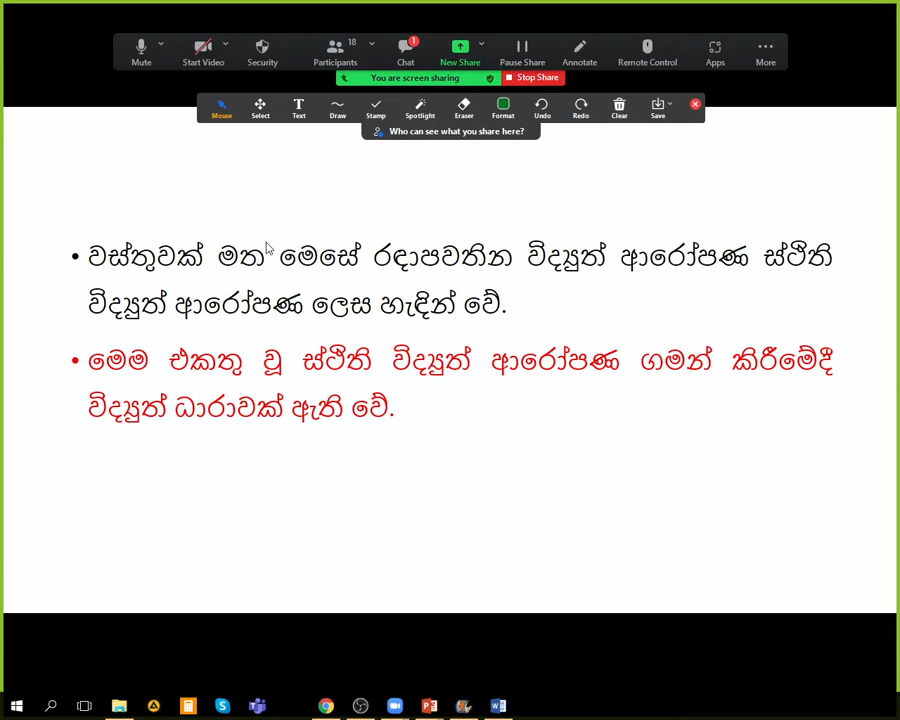 Mute
Start Video
Security
Participants
18
Chat
1
New Share
Pause Share
Annotate
Remote Control
Apps
More
You are screen sharing
Stop Share
Mouse
Select
Text
Draw
Stamp
Spotlight
Eraser
Format
Undo
Redo
Clear
Save
Who can see what you share here?
• වස්තුවක් මත මෙසේ රඳාපවතින විද්‍යුත් ආරෝපණ ස්ථිති
විද්‍යුත් ආරෝපණ ලෙස හැඳින් වේ.
• මෙම එකතු වූ ස්ථිති විද්‍යුත් ආරෝපණ ගමන් කිරීමේදී
විද්‍යුත් ධාරාවක් ඇති වේ.